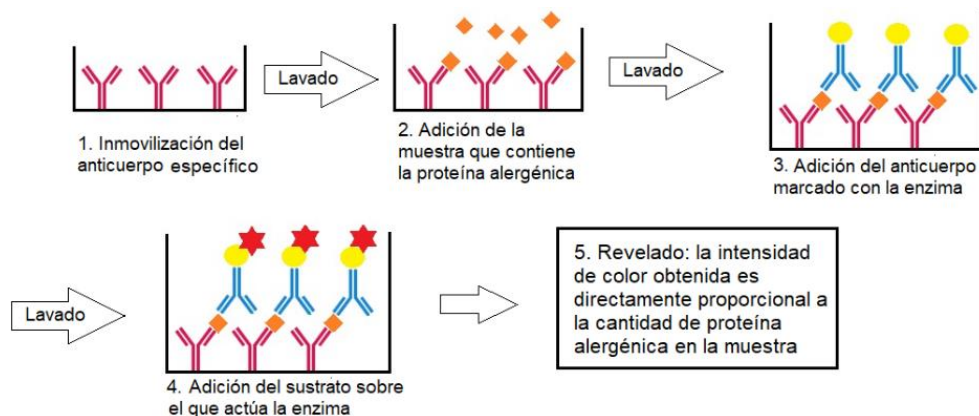 Lavado
Lavado
1. Inmovilización del
anticuerpo específico
2. Adición de la
muestra que contiene
la proteína alergénica
3. Adición del anticuerpo
marcado con la enzima
Lavado
4. Adición del sustrato sobre
el que actúa la enzima
5. Revelado: la intensidad
de color obtenida es
directamente proporcional a
la cantidad de proteína
alergénica en la muestra